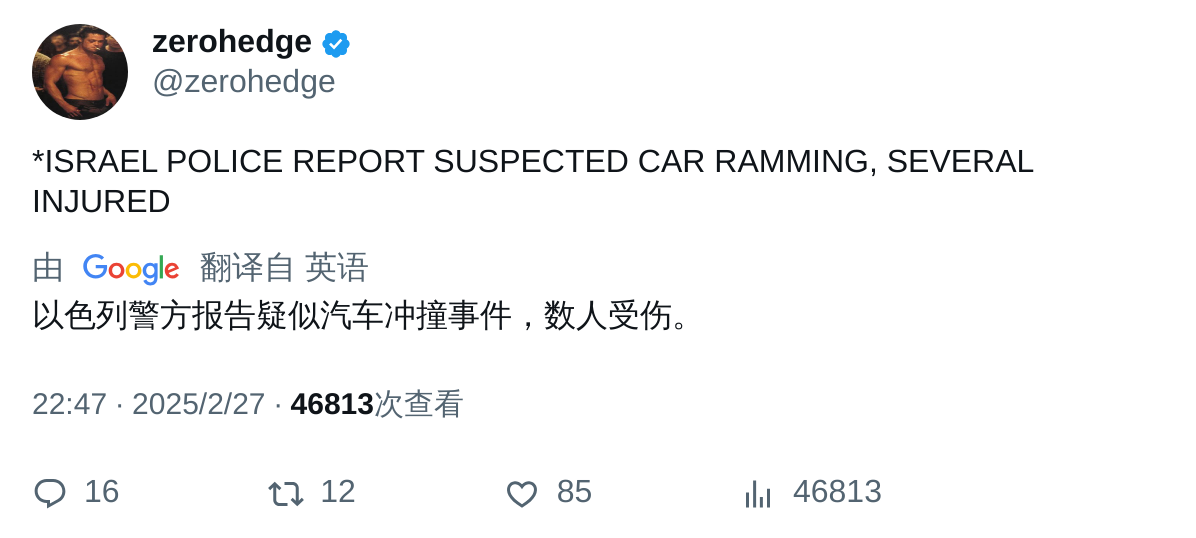 zerohedge
@zerohedge
*ISRAEL POLICE REPORT SUSPECTED CAR RAMMING, SEVERAL
INJURED
由 Google 翻译自 英语
以色列警方报告疑似汽车冲撞事件，数人受伤。
22:47 · 2025/2/27 · 46813次查看
16 12 85 46813